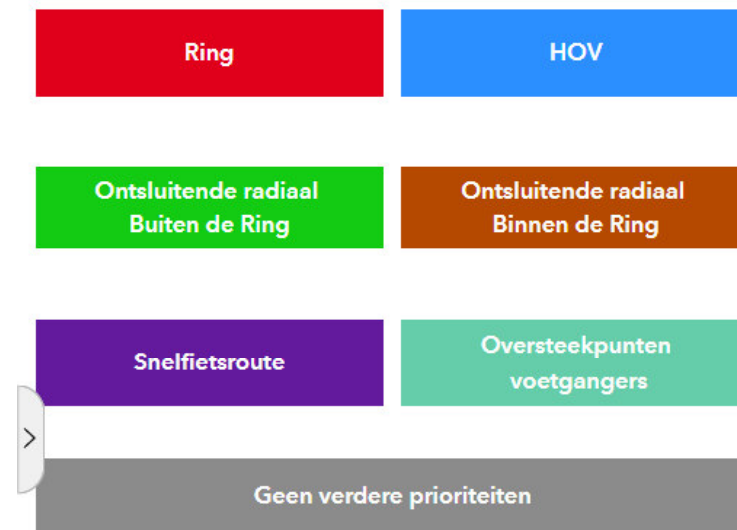 Ring
HOV
Ontsluitende radiaal
Buiten de Ring
Ontsluitende radiaal
Binnen de Ring
Snelfietsroute
Oversteekpunten
voetgangers
Geen verdere prioriteiten